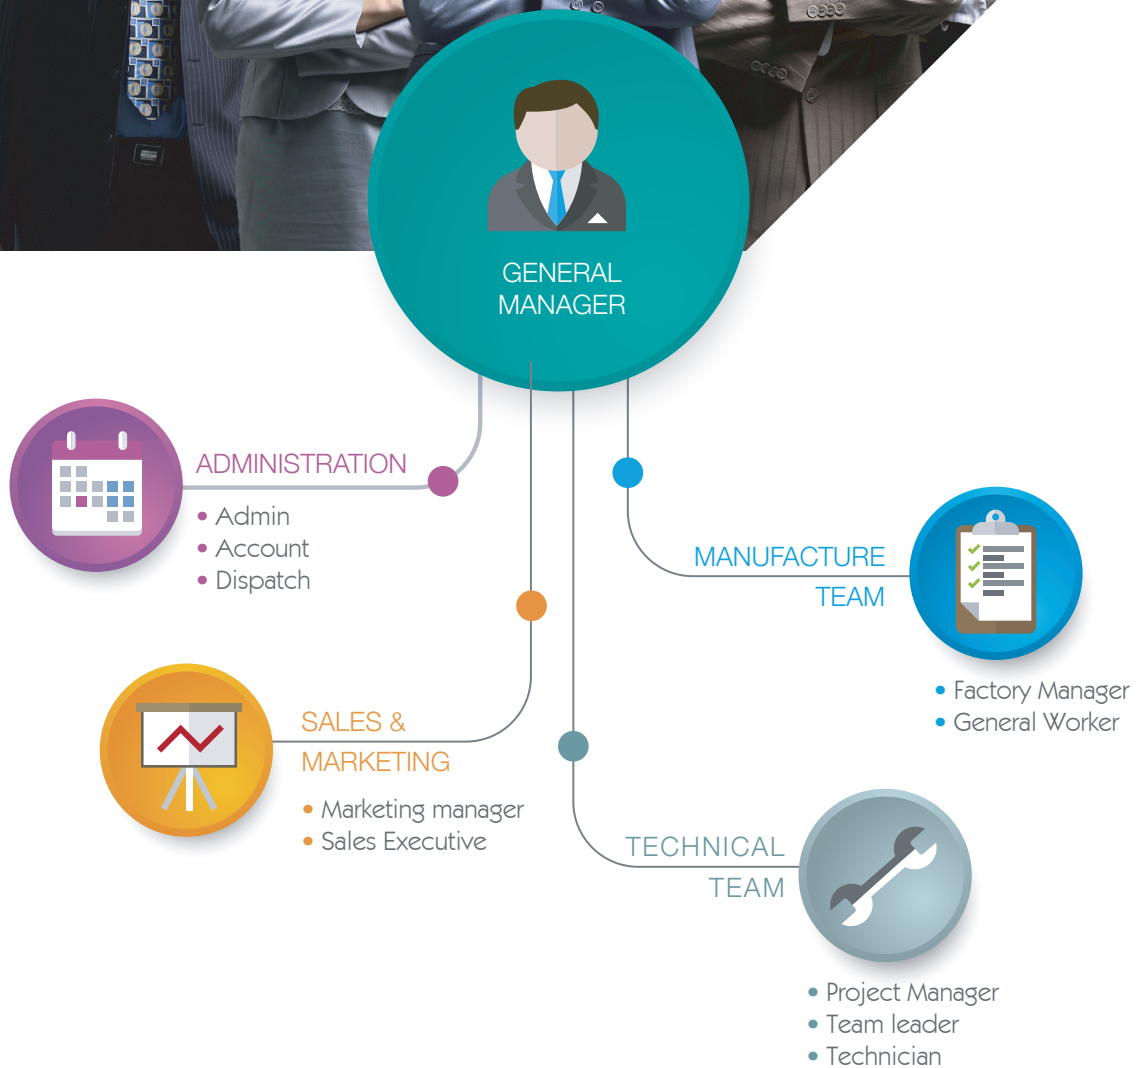 GENERAL
MANAGER
ADMINISTRATION
• Admin
• Account
• Dispatch
MANUFACTURE
TEAM
• Factory Manager
• General Worker
SALES &
MARKETING
• Marketing manager
• Sales Executive
TECHNICAL
TEAM
• Project Manager
• Team leader
• Technician